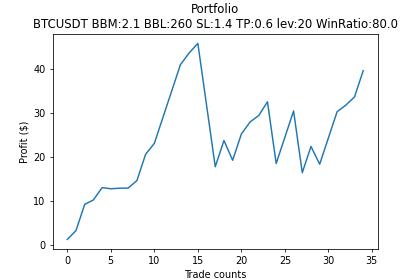 Portfolio
BTCUSDT BBM:2.1 BBL:260 SL:1.4 TP:0.6 lev:20 WinRatio:80.0
Profit ($)
40
30
20
10
0
0 5 10 15 20 25 30 35
Trade counts